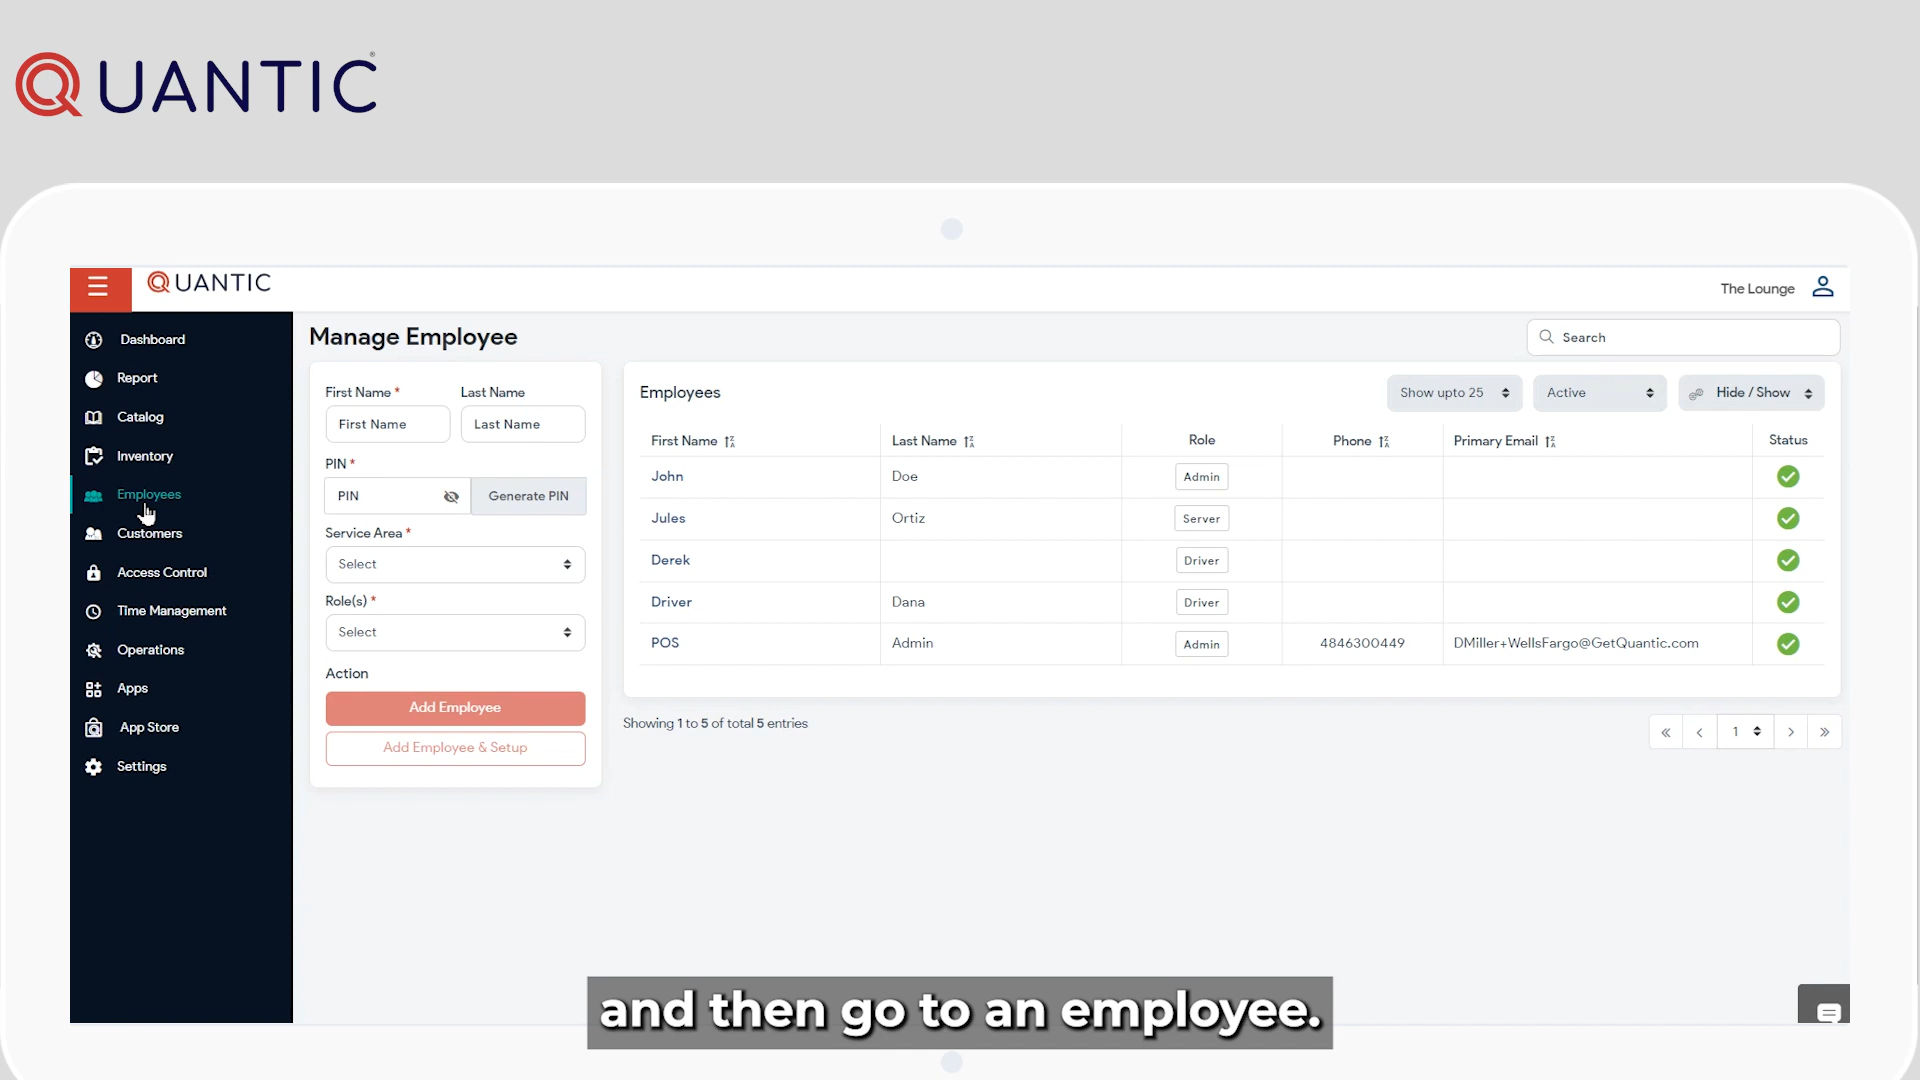 QUANTIC®
QUANTIC
The Lounge
Dashboard
Report
Catalog
Inventory
Employees
Customers
Access Control
Time Management
Operations
Apps
App Store
Settings
Manage Employee
Search
First Name *
Last Name
First Name
Last Name
PIN *
PIN
Generate PIN
Service Area *
Select
Role(s) *
Select
Action
Add Employee
Add Employee & Setup
Employees
Show upto 25
Active
Hide / Show
First Name Last Name Role Phone Primary Email Status
John Doe Admin
Jules Ortiz Server
Derek Driver
Driver Dana Driver
POS Admin Admin 4846300449 DMiller+WellsFargo@GetQuantic.com
Showing 1 to 5 of total 5 entries
« ‹ 1 › »
and then go to an employee.